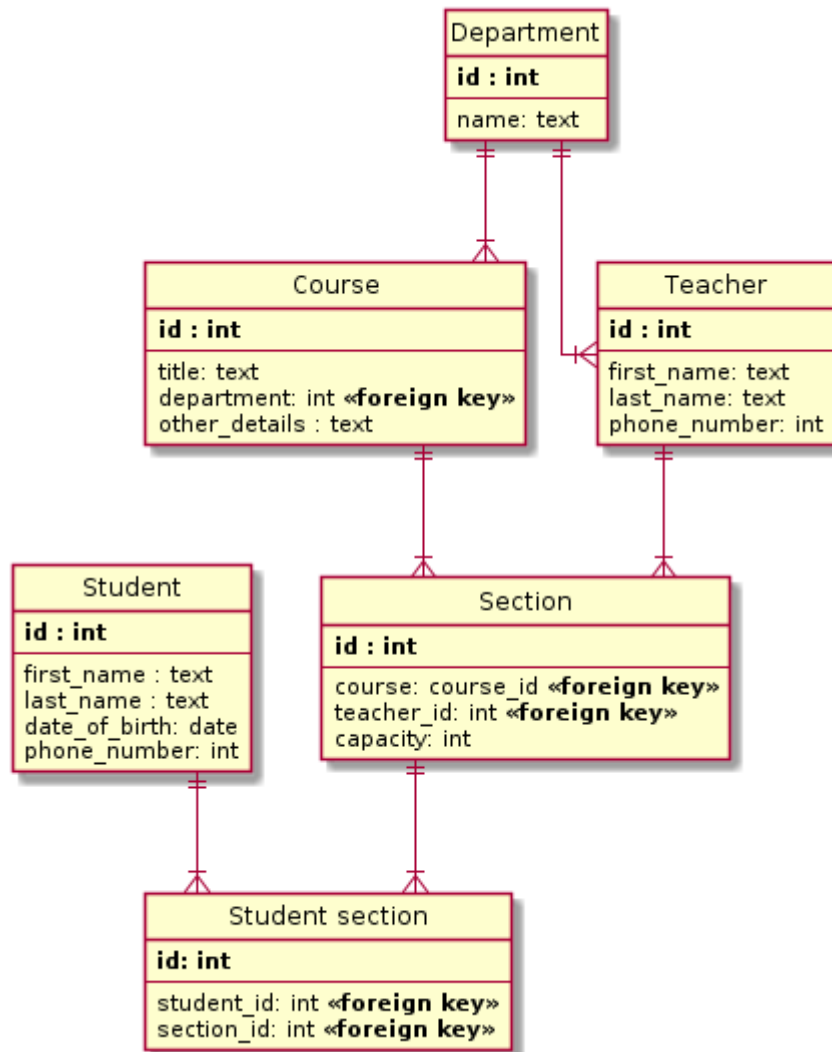 Department
id : int
name: text
Course
id : int
title: text
department: int «foreign key»
other_details : text
Teacher
id : int
first_name: text
last_name: text
phone_number: int
Student
id : int
first_name : text
last_name : text
date_of_birth: date
phone_number: int
Section
id : int
course: course_id «foreign key»
teacher_id: int «foreign key»
capacity: int
Student section
id: int
student_id: int «foreign key»
section_id: int «foreign key»